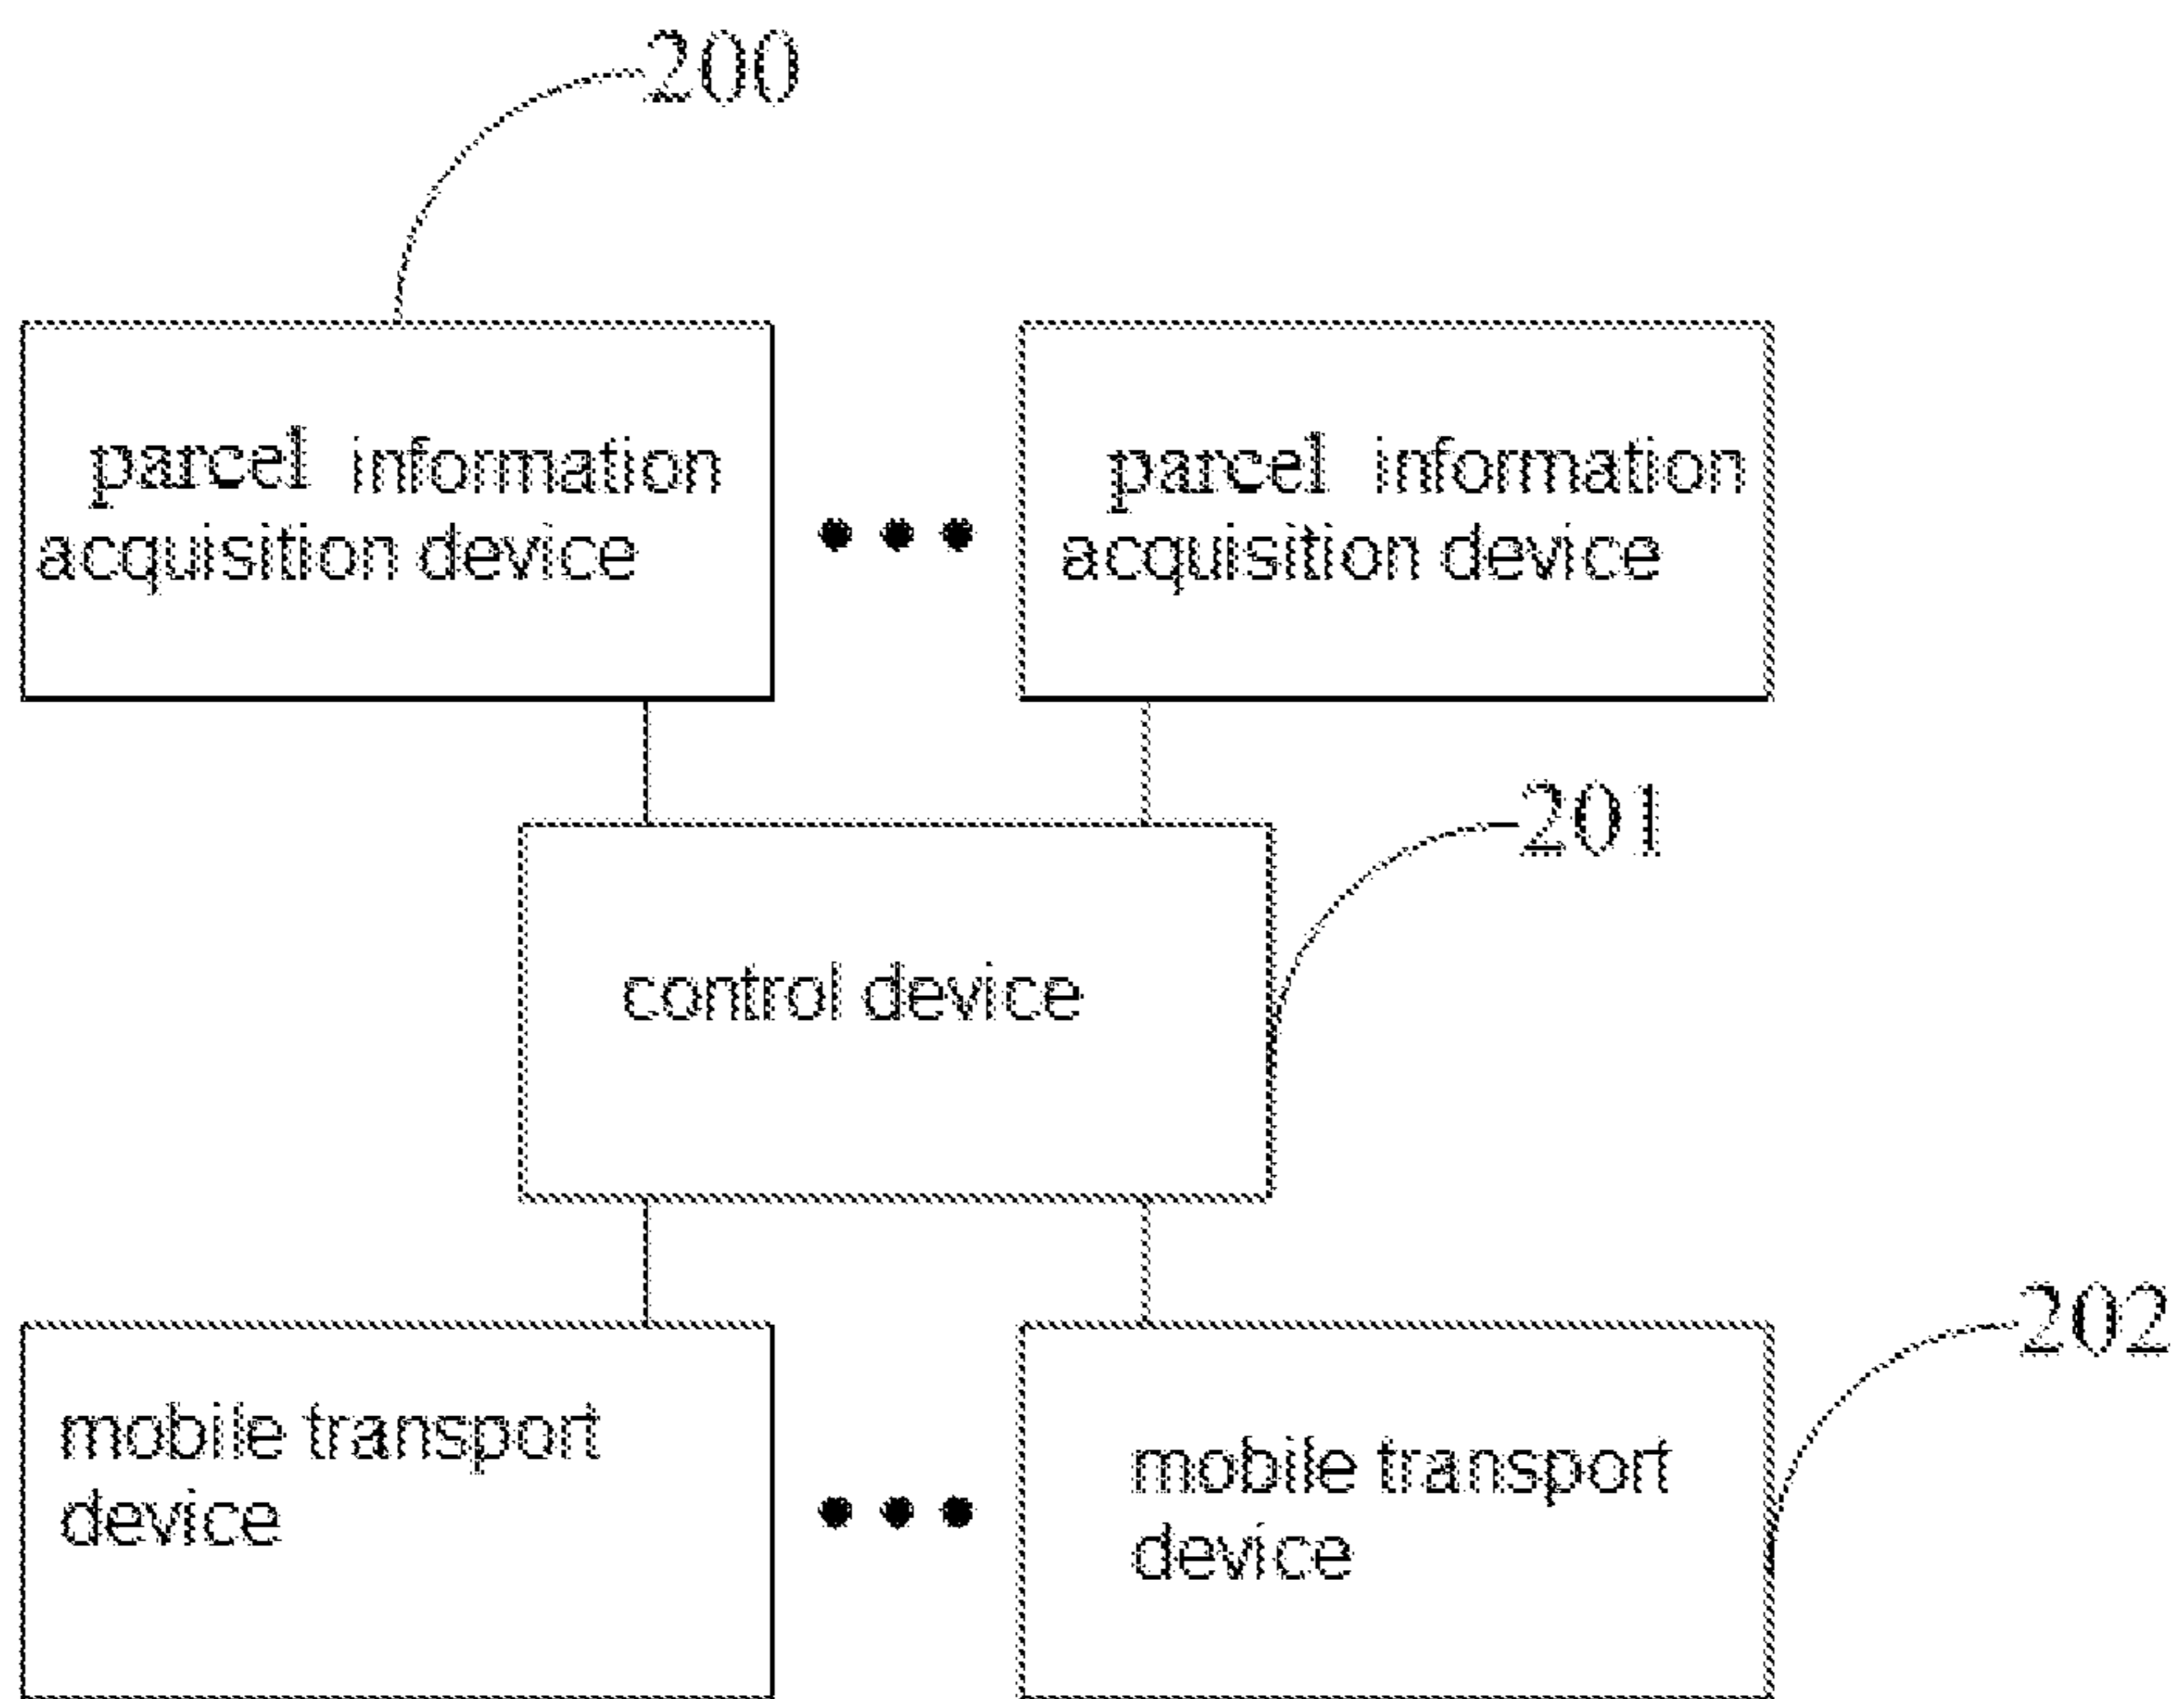 200
parcel information
acquisition device
parcel information
acquisition device
201
control device
202
mobile transport
device
mobile transport
device